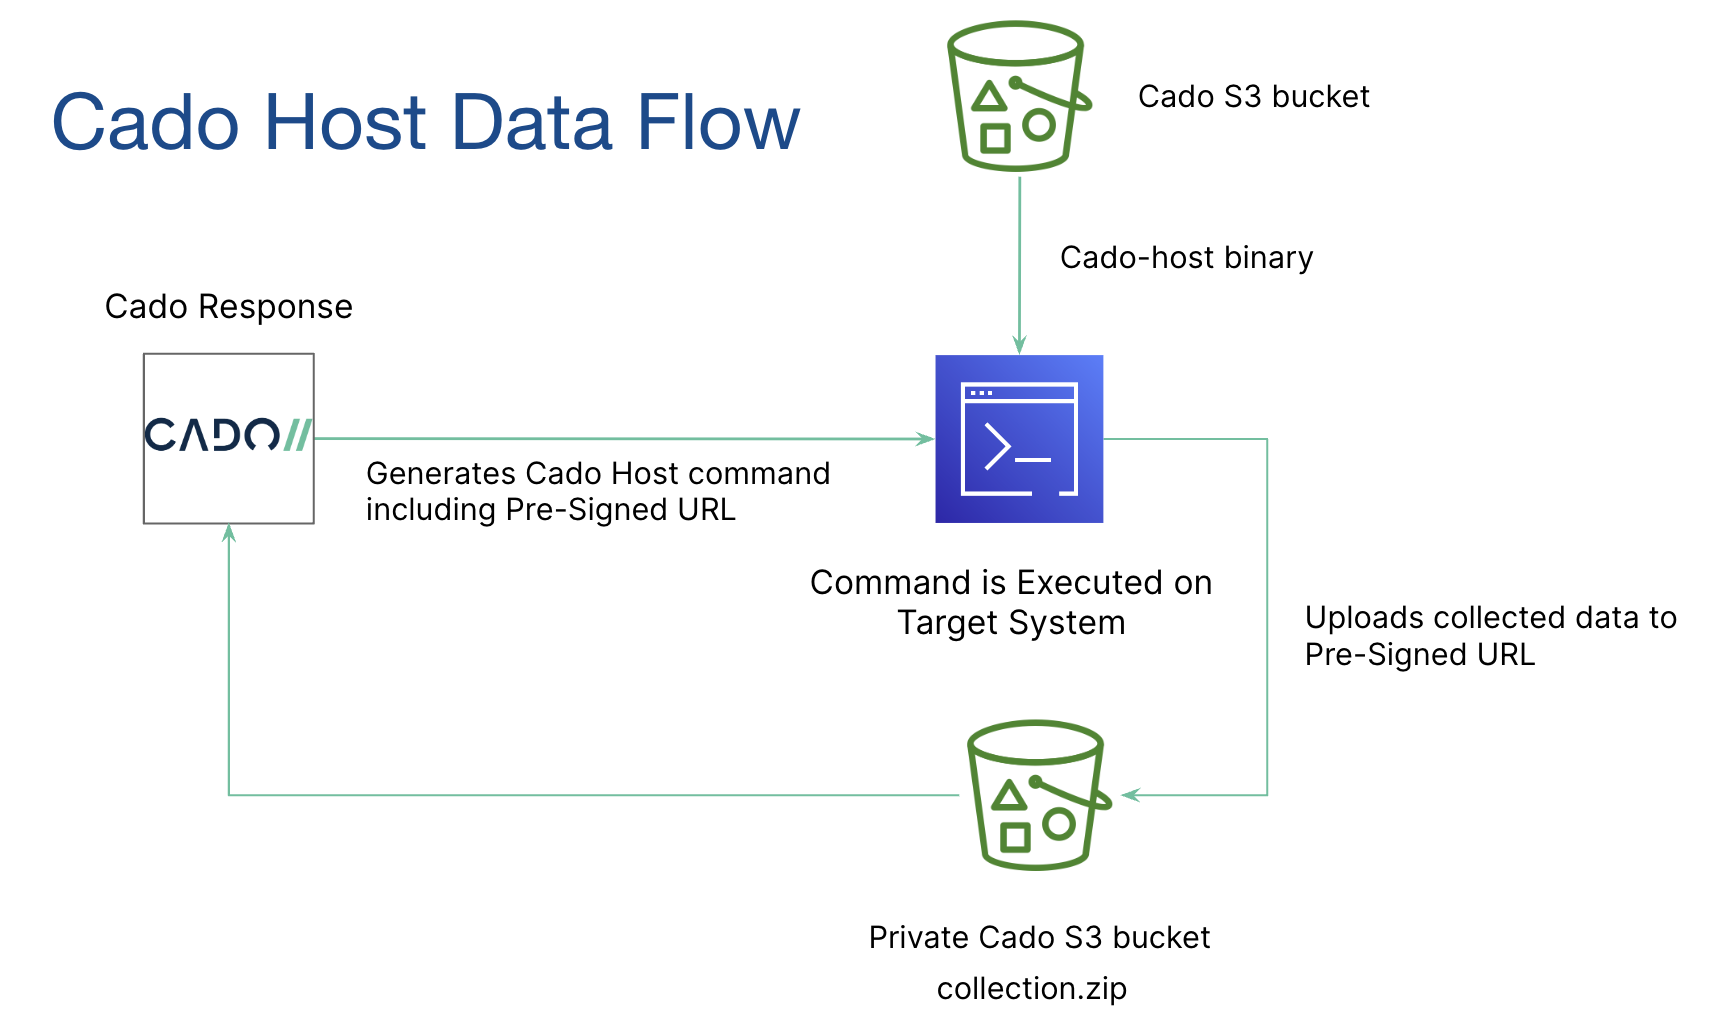 Cado Host Data Flow
Cado S3 bucket
Cado-host binary
Cado Response
CADO//
Generates Cado Host command
including Pre-Signed URL
Command is Executed on
Target System
Uploads collected data to
Pre-Signed URL
Private Cado S3 bucket
collection.zip